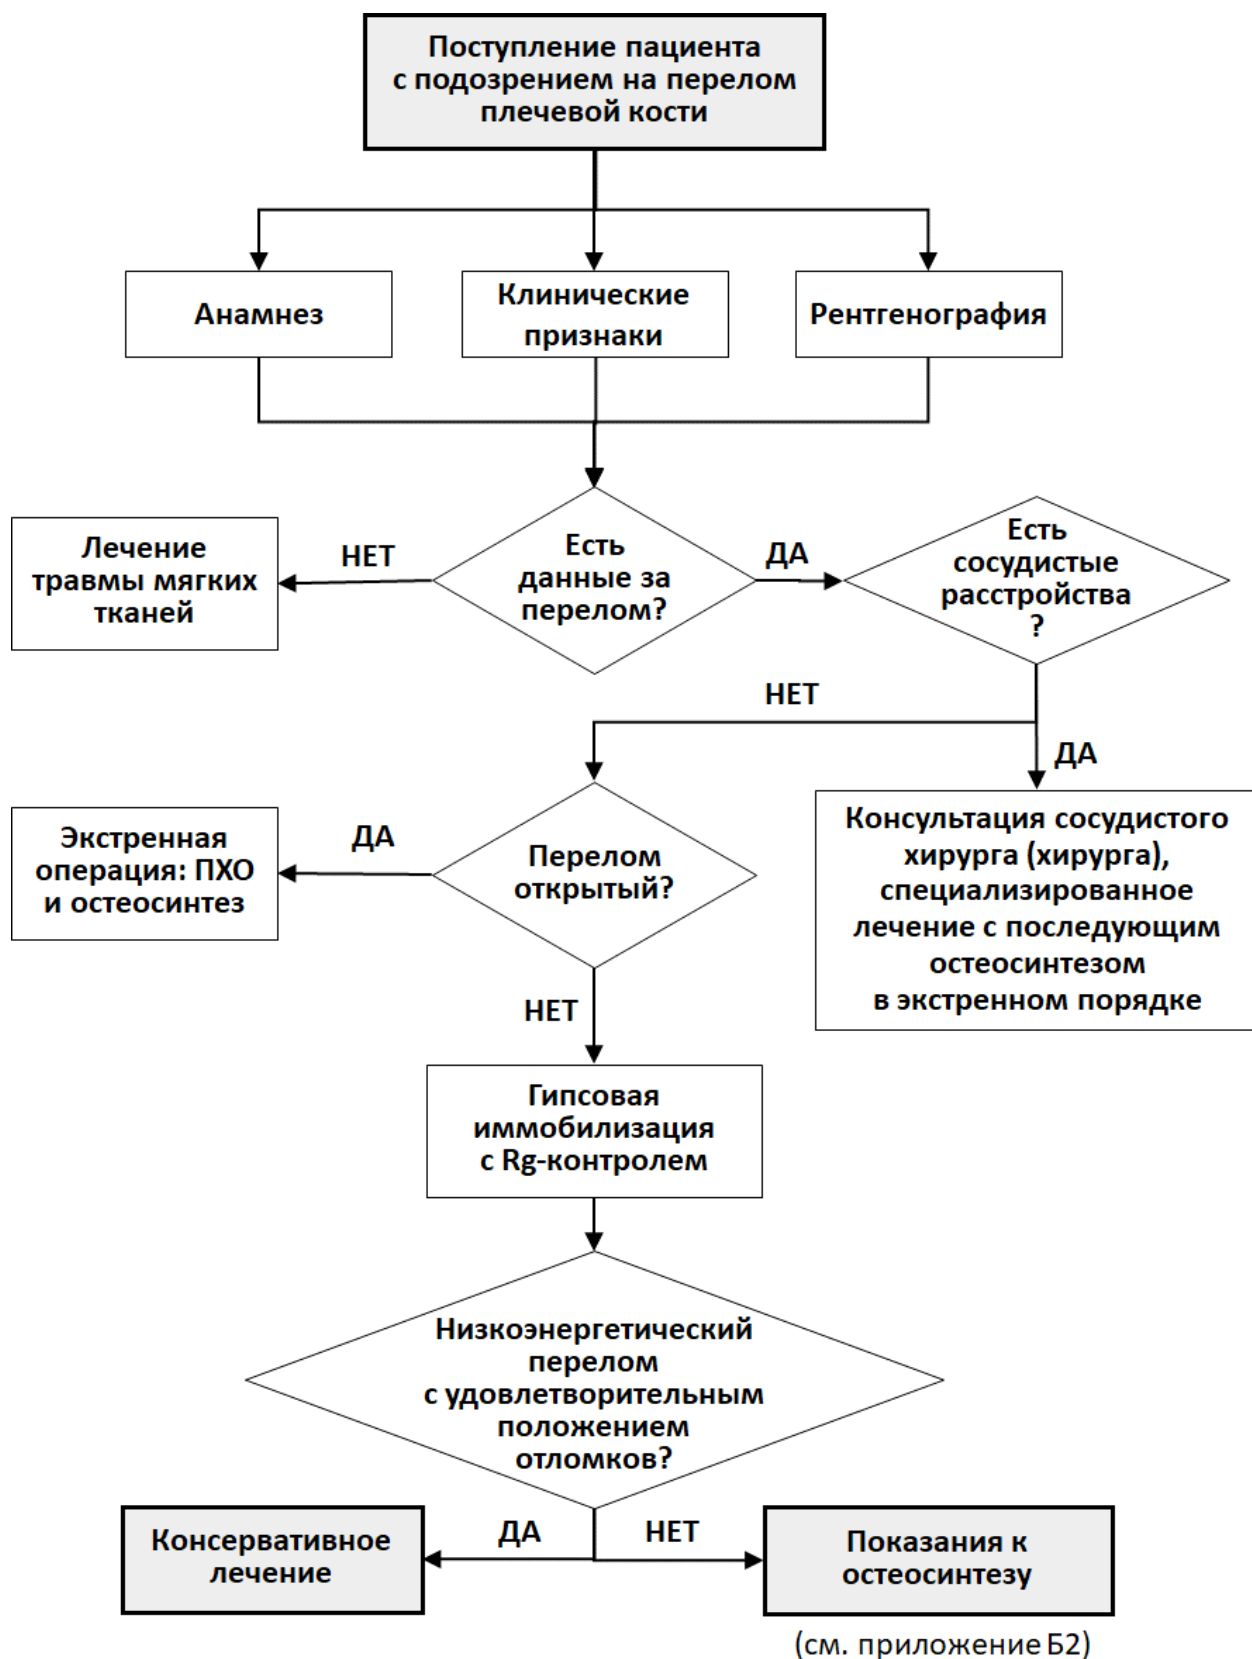 Поступление пациента
с подозрением на перелом
плечевой кости
Анамнез
Клинические
признаки
Рентгенография
Есть
данные за
перелом?
НЕТ
Лечение
травмы мягких
тканей
ДА
Есть
сосудистые
расстройства
?
НЕТ
ДА
Консультация сосудистого
хирурга (хирурга),
специализированное
лечение с последующим
остеосинтезом
в экстренном порядке
Перелом
открытый?
ДА
Экстренная
операция: ПХО
и остеосинтез
НЕТ
Гипсовая
иммобилизация
с Rg-контролем
Низкоэнергетический
перелом
с удовлетворительным
положением
отломков?
ДА
Консервативное
лечение
НЕТ
Показания к
остеосинтезу
(см. приложение Б2)